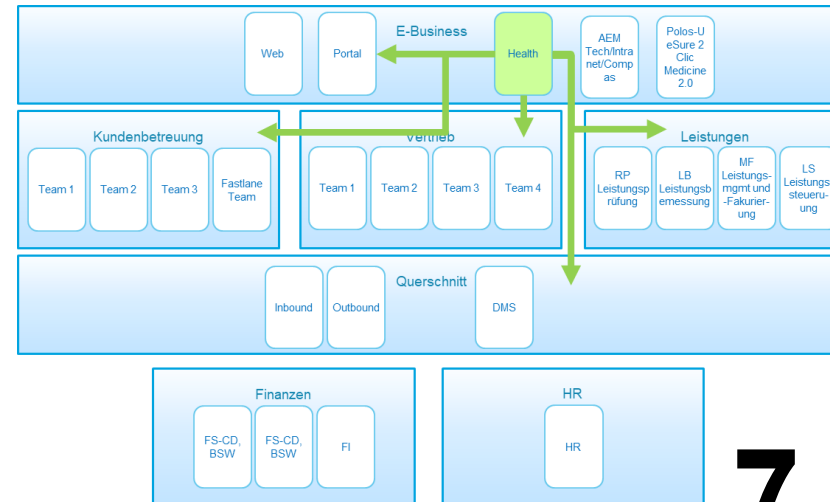 E-Business
Web
Portal
Health
AEM
Tech/Intra
net/Comp
as
Polos-U
eSure 2
Clic
Medicine
2.0
Kundenbetreuung
Vertrieb
Leistungen
Team 1
Team 2
Team 3
Fastlane
Team
Team 1
Team 2
Team 3
Team 4
RP
Leistungsp
rüfung
LB
Leistungsb
emessung
MF
Leistungs-
mgmt und
-Fakurier-
ung
LS
Leistungs
steueru-
ung
Querschnitt
Inbound
Outbound
DMS
Finanzen
HR
FS-CD,
BSW
FS-CD,
BSW
FI
HR
7